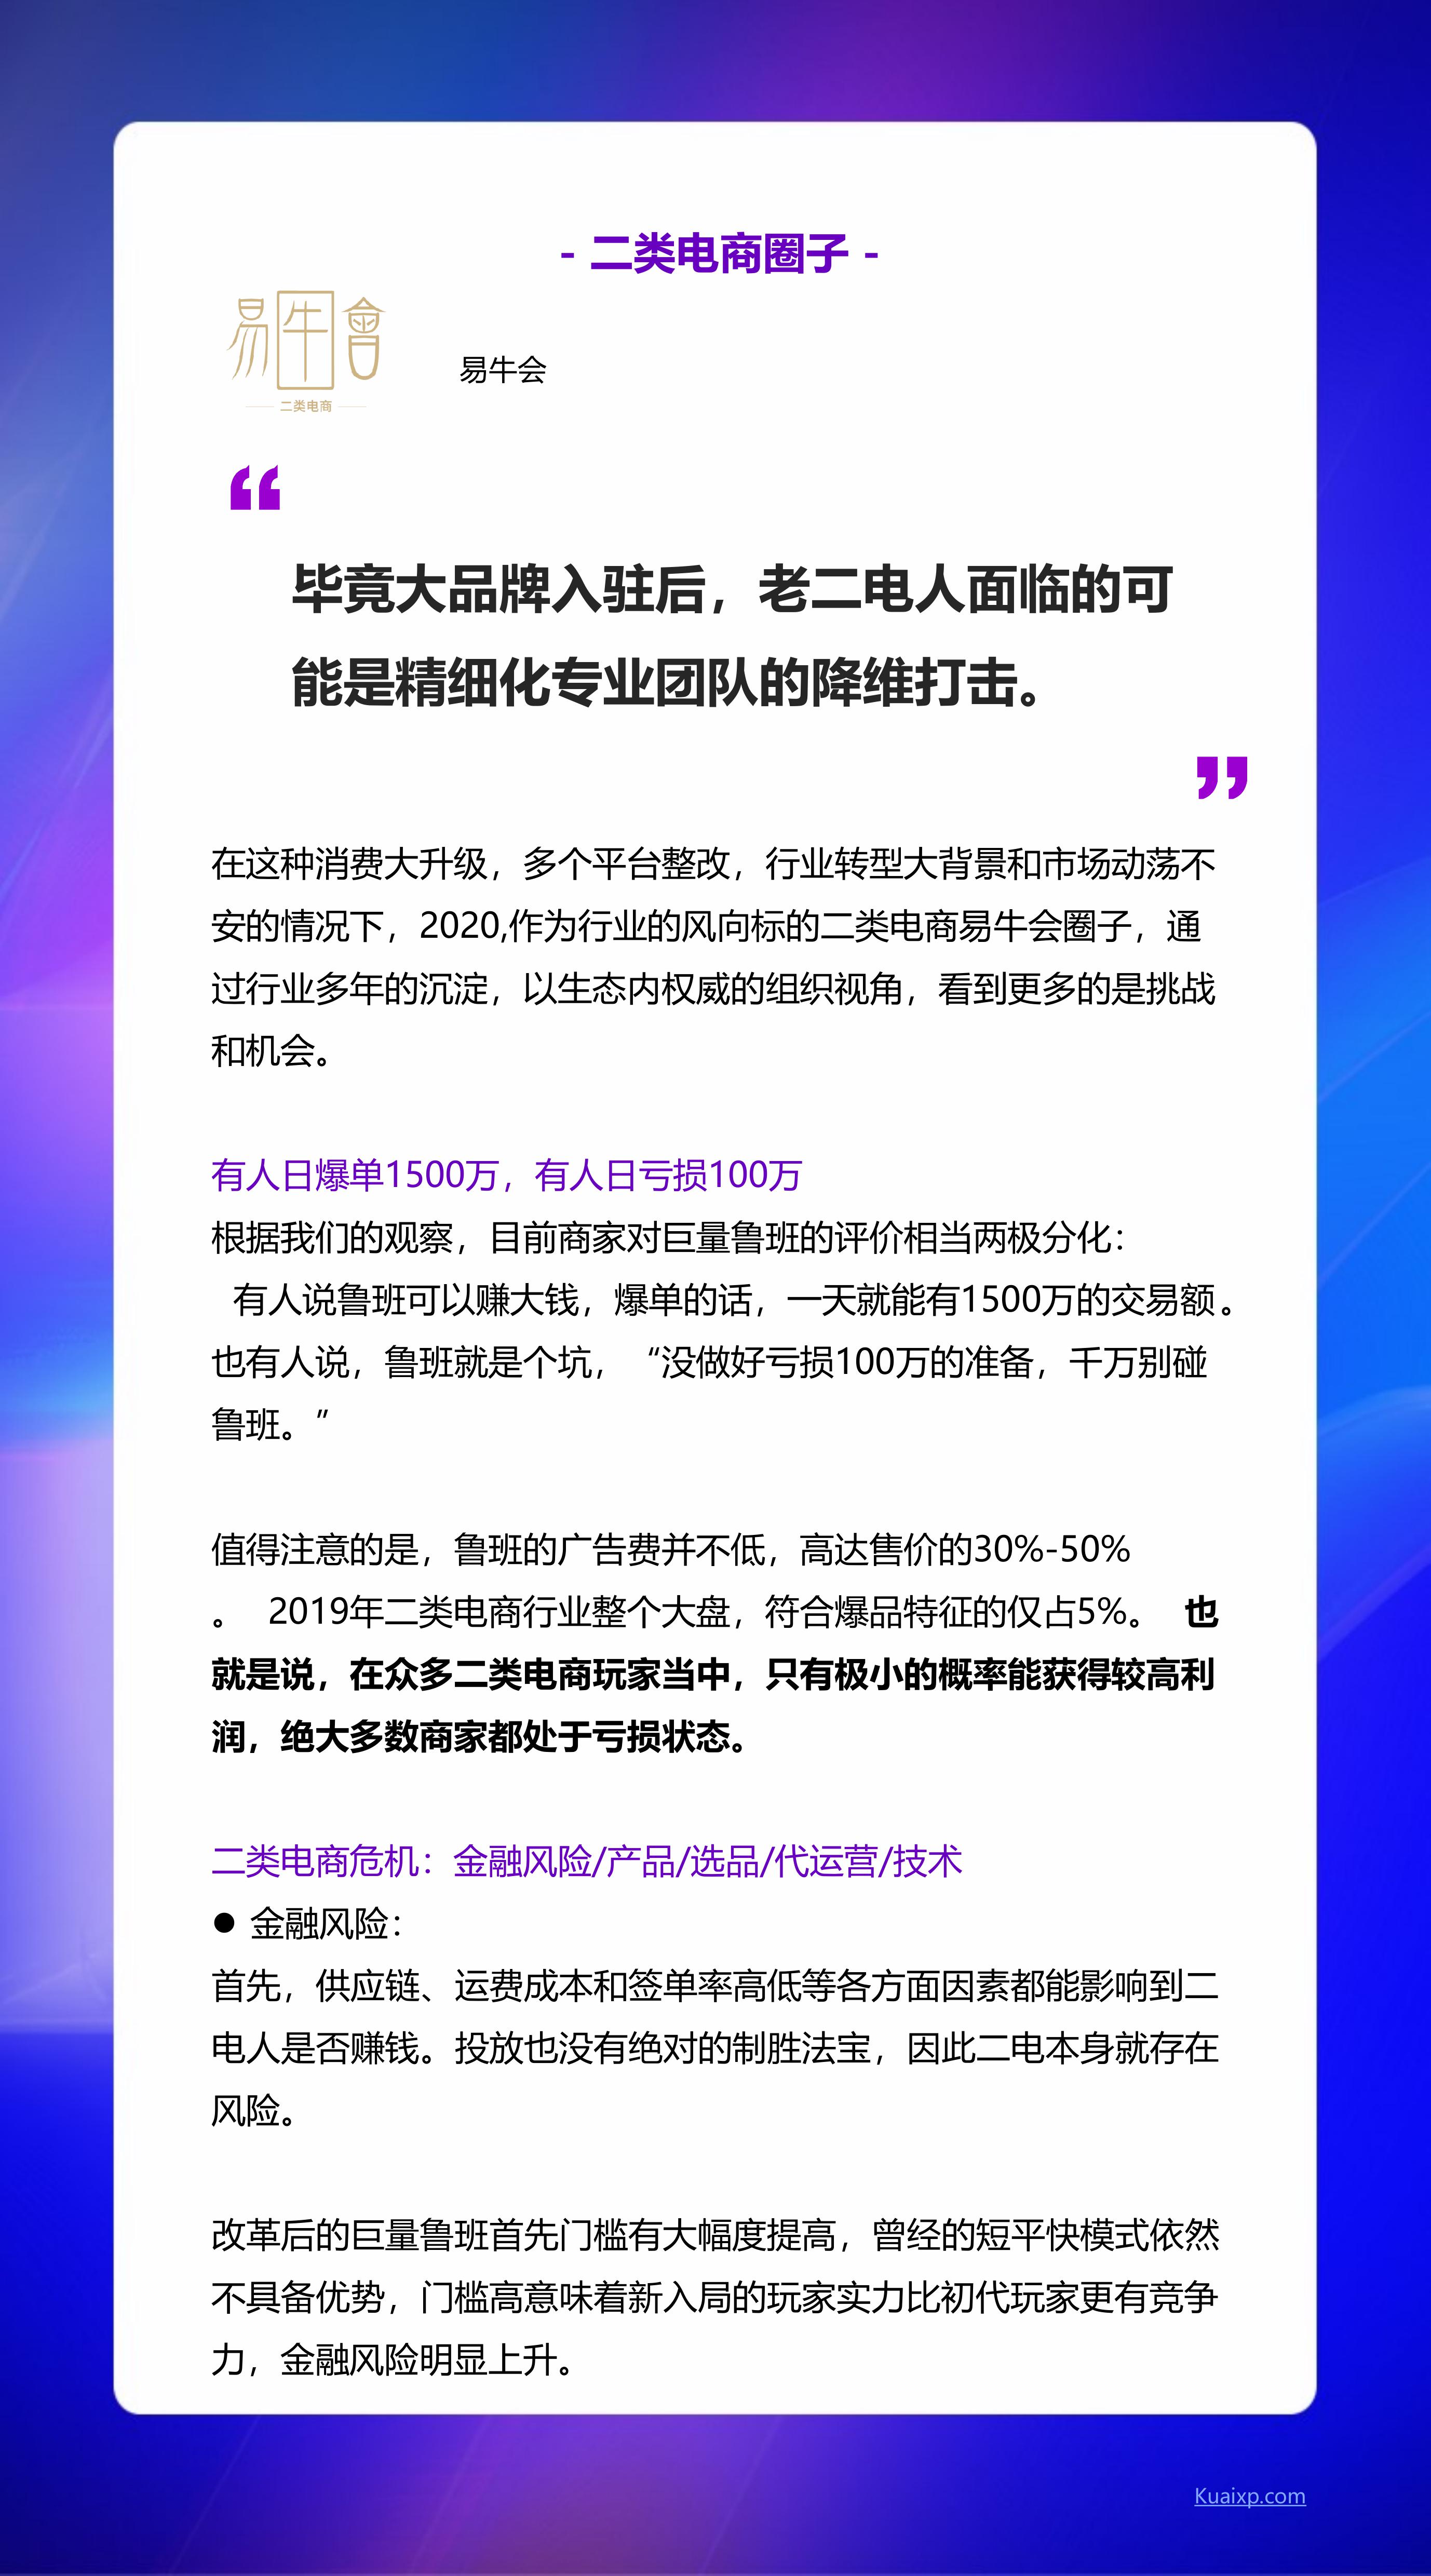 - 二类电商圈子 -
易牛會
二类电商
易牛会
“
毕竟大品牌入驻后，老二电人面临的可
能是精细化专业团队的降维打击。
”
在这种消费大升级，多个平台整改，行业转型大背景和市场动荡不
安的情况下，2020,作为行业的风向标的二类电商易牛会圈子，通
过行业多年的沉淀，以生态内权威的组织视角，看到更多的是挑战
和机会。
有人日爆单1500万，有人日亏损100万
根据我们的观察，目前商家对巨量鲁班的评价相当两极分化：
有人说鲁班可以赚大钱，爆单的话，一天就能有1500万的交易额。
也有人说，鲁班就是个坑，“没做好亏损100万的准备，千万别碰
鲁班。”
值得注意的是，鲁班的广告费并不低，高达售价的30%-50%
。 2019年二类电商行业整个大盘，符合爆品特征的仅占5%。 也
就是说，在众多二类电商玩家当中，只有极小的概率能获得较高利
润，绝大多数商家都处于亏损状态。
二类电商危机：金融风险/产品/选品/代运营/技术
● 金融风险：
首先，供应链、运费成本和签单率高低等各方面因素都能影响到二
电人是否赚钱。投放也没有绝对的制胜法宝，因此二电本身就存在
风险。
改革后的巨量鲁班首先门槛有大幅度提高，曾经的短平快模式依然
不具备优势，门槛高意味着新入局的玩家实力比初代玩家更有竞争
力，金融风险明显上升。
Kuaixp.com